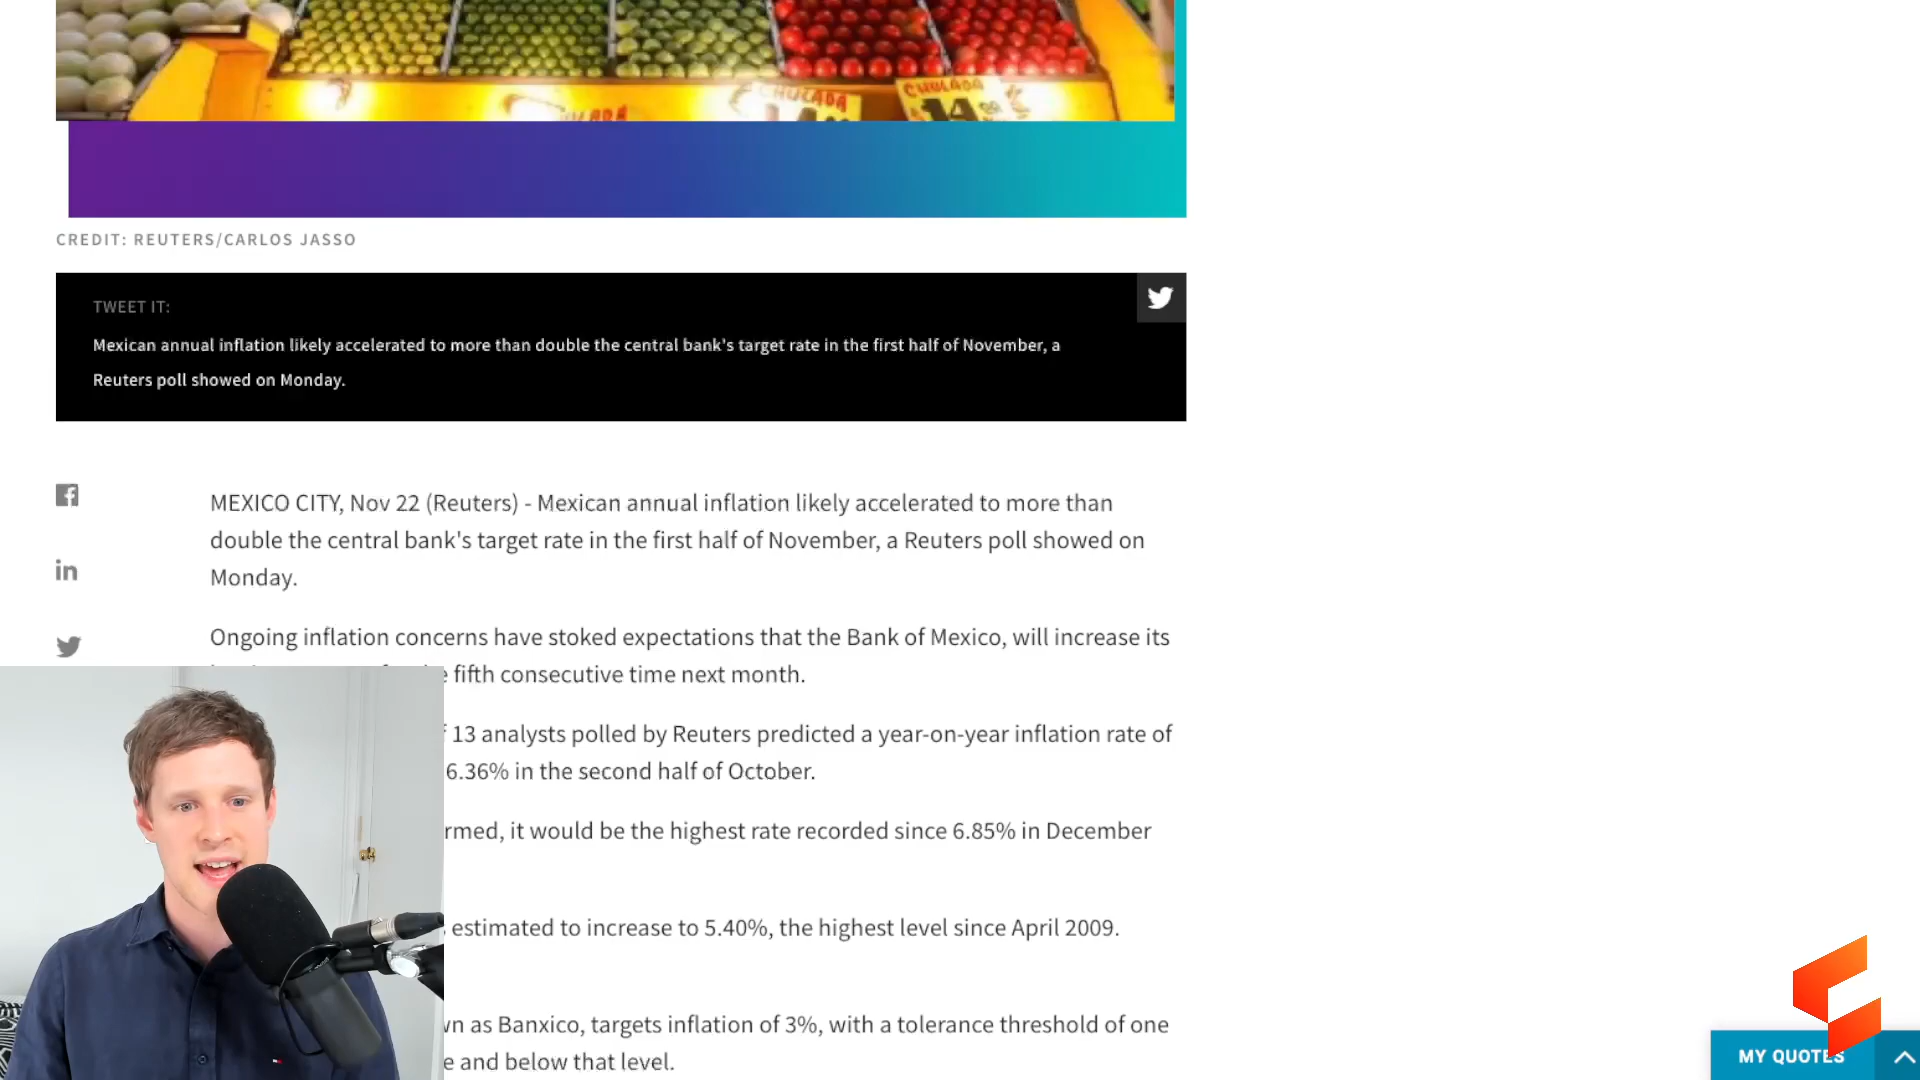 CHULADA
CHULADA
14
CREDIT: REUTERS/CARLOS JASSO
TWEET IT:
Mexican annual inflation likely accelerated to more than double the central bank's target rate in the first half of November, a
Reuters poll showed on Monday.
MEXICO CITY, Nov 22 (Reuters) - Mexican annual inflation likely accelerated to more than
double the central bank's target rate in the first half of November, a Reuters poll showed on
Monday.
Ongoing inflation concerns have stoked expectations that the Bank of Mexico, will increase its
fifth consecutive time next month.
13 analysts polled by Reuters predicted a year-on-year inflation rate of
6.36% in the second half of October.
rmed, it would be the highest rate recorded since 6.85% in December
estimated to increase to 5.40%, the highest level since April 2009.
wn as Banxico, targets inflation of 3%, with a tolerance threshold of one
e and below that level.
MY QUOTES